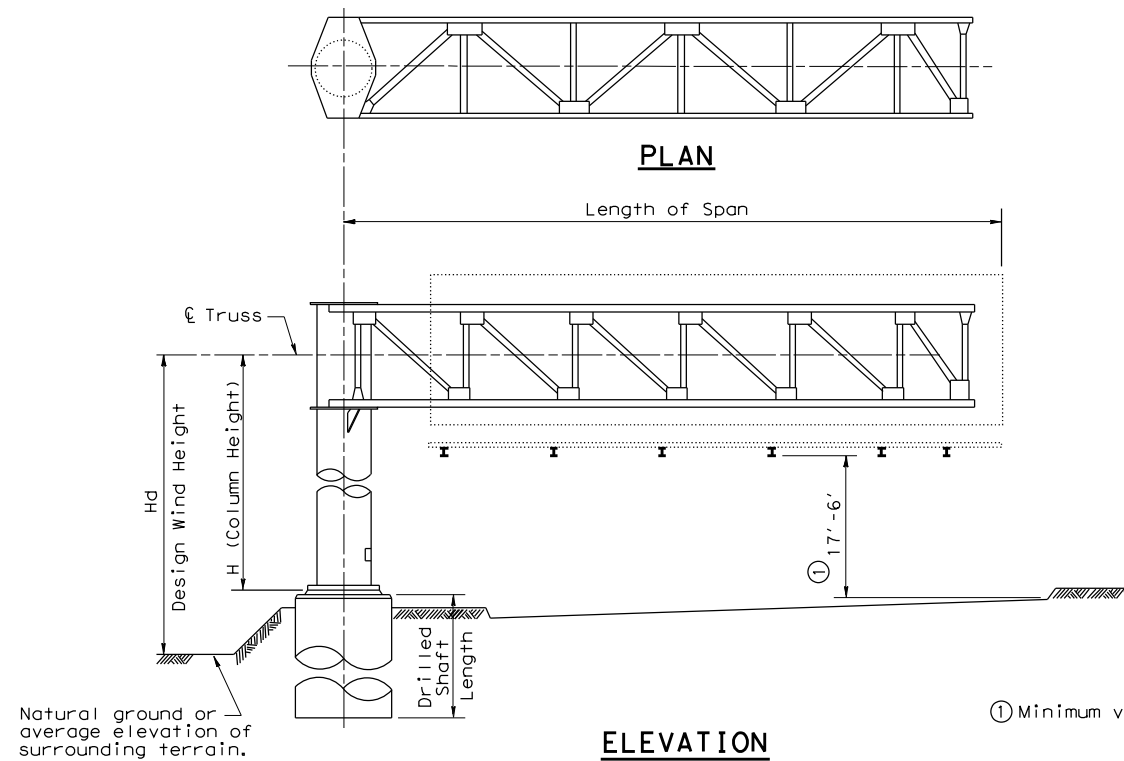 PLAN
Length of Span
℄ Truss
Hd
Design Wind Height
H (Column Height)
① 17'-6'
Drilled
Shaft
Length
Natural ground or
average elevation of
surrounding terrain.
① Minimum v
ELEVATION